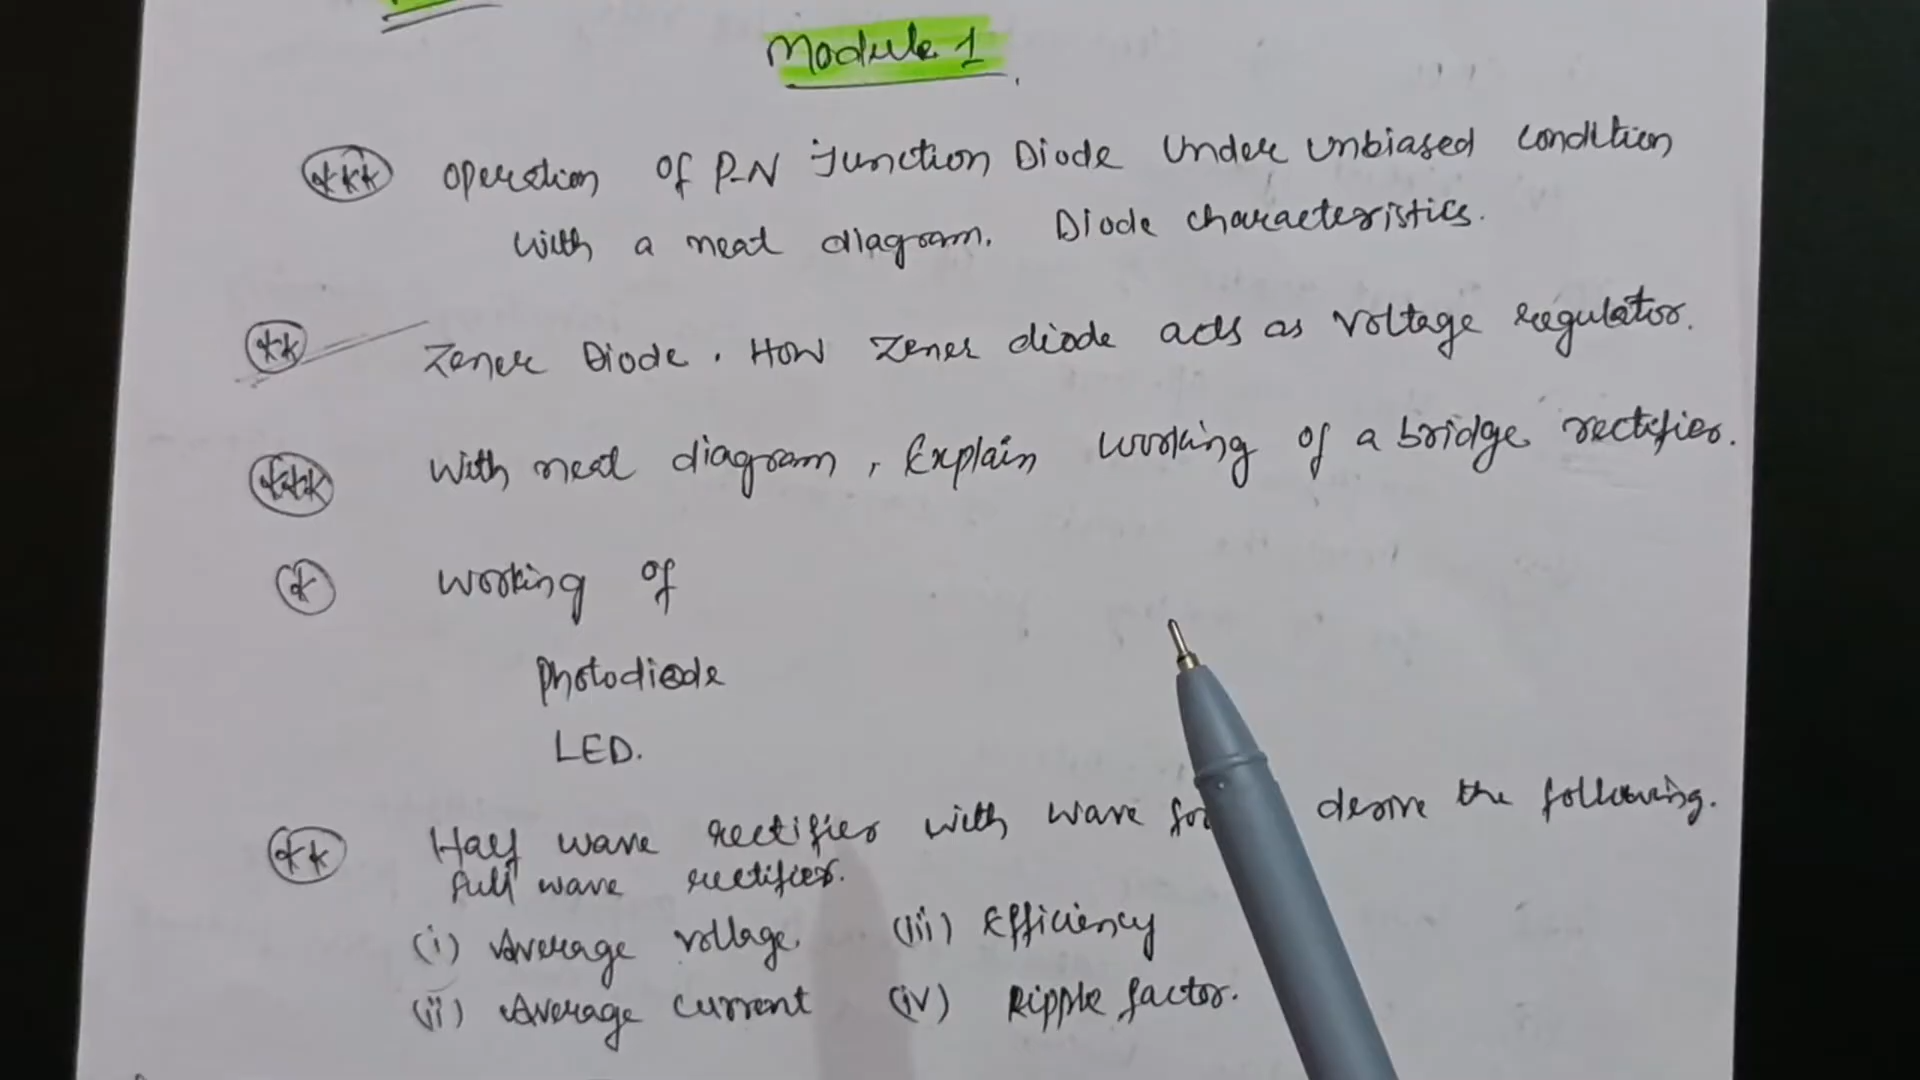 Module 1
*** Operation of P-N Junction Diode Under Unbiased condition
with a neat diagram. Diode characteristics.
** Zener Diode. How Zener diode acts as voltage regulator.
*** With neat diagram, Explain working of a bridge rectifier.
* Working of
Photodiode
LED.
** Half wave rectifier with wave derive the following.
full wave rectifier.
(i) Average voltage (iii) Efficiency
(ii) Average current (iv) Ripple factor.